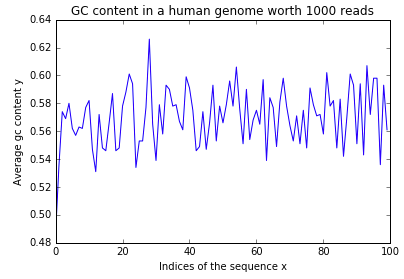 GC content in a human genome worth 1000 reads
0.64
0.62
0.60
0.58
0.56
0.54
0.52
0.50
0.48
Average gc content y
0 20 40 60 80 100
Indices of the sequence x